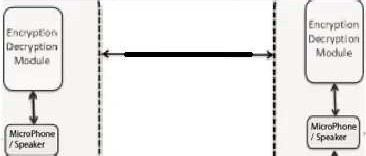 Encryption
Decryption
Module
MicroPhone
/ Speaker
Encryption
Decryption
Module
MicroPhone
/ Speaker